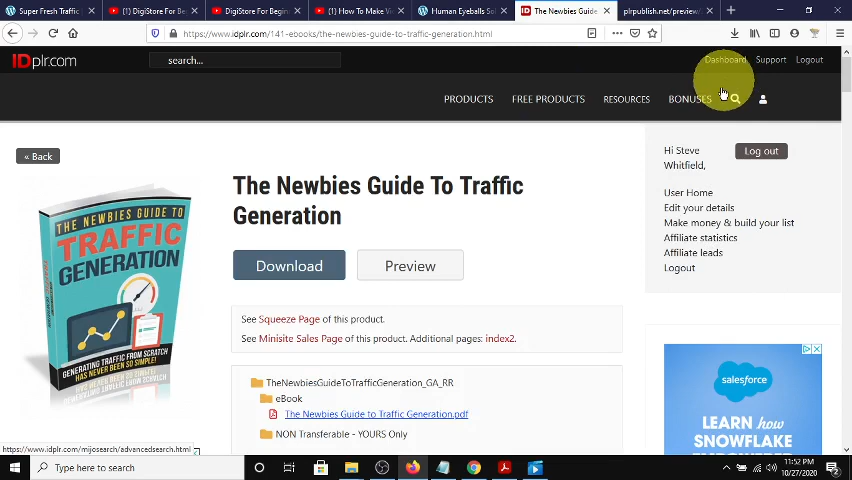 Super Fresh Traffic
(1) DigiStore For Be
DigiStore For Begin
(1) How To Make Vi
Human Eyeballs So
The Newbies Guide
plrpublish.net/preview/
https://www.idplr.com/141-ebooks/the-newbies-guide-to-traffic-generation.html
IDplr.com
search...
Dashboard
Support
Logout
PRODUCTS
FREE PRODUCTS
RESOURCES
BONUSES
« Back
The Newbies Guide To Traffic
Generation
Download
Preview
See Squeeze Page of this product.
See Minisite Sales Page of this product. Additional pages: index2.
TheNewbiesGuideToTrafficGeneration_GA_RR
eBook
The Newbies Guide to Traffic Generation.pdf
NON Transferable - YOURS Only
THE NEWBIES GUIDE TO
TRAFFIC
GENERATION
GENERATING TRAFFIC FROM SCRATCH
HAS NEVER BEEN SO SIMPLE!
Hi Steve
Whitfield,
Log out
User Home
Edit your details
Make money & build your list
Affiliate statistics
Affiliate leads
Logout
salesforce
LEARN how
SNOWFLAKE
EMPOWERED
https://www.idplr.com/mijosearch/advancedsearch.html
Type here to search
11:52 PM
10/27/2020
2